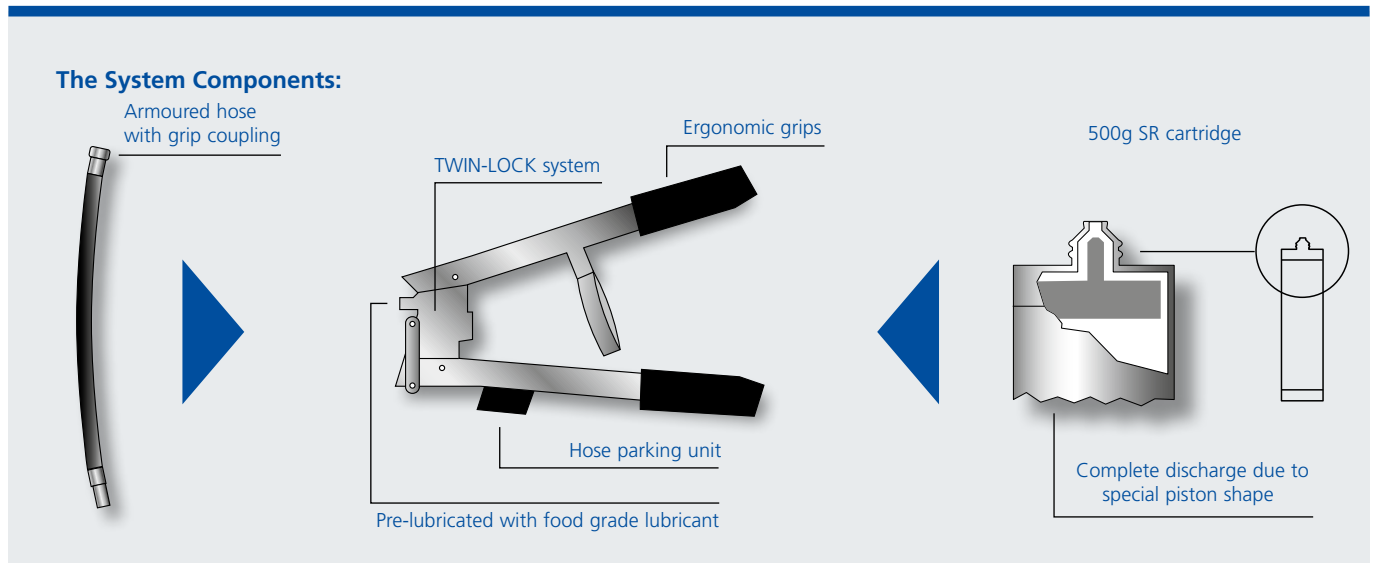 The System Components:
Armoured hose
with grip coupling
TWIN-LOCK system
Ergonomic grips
500g SR cartridge
Hose parking unit
Pre-lubricated with food grade lubricant
Complete discharge due to
special piston shape